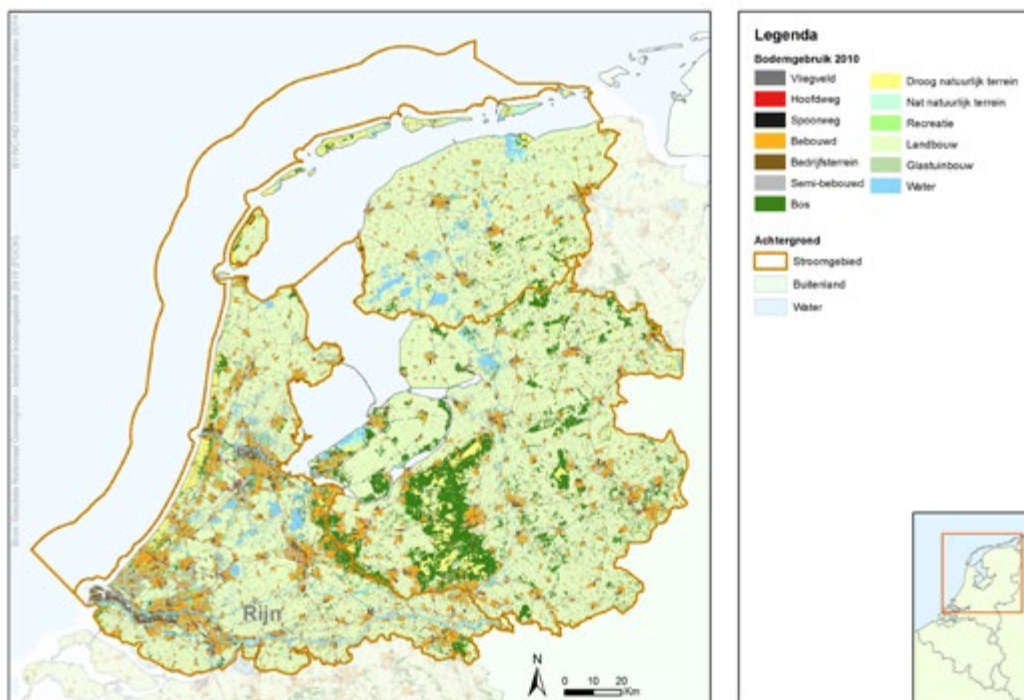 Legenda
Bodemgebruik 2010
Vliegveld
Hoofdweg
Spoorweg
Bebouwd
Bedrijfsterrein
Semi-bebouwd
Bos
Droog natuurlijk terrein
Nat natuurlijk terrein
Recreatie
Landbouw
Glastuinbouw
Water
Achtergrond
Stroomgebied
Buitenland
Water
Rijn
N
0 10 20
Km